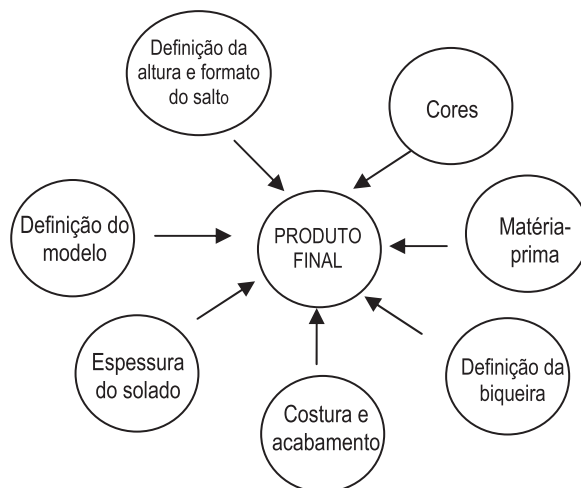 Definição da
altura e formato
do salto
Cores
Definição do
modelo
PRODUTO
FINAL
Matéria-
prima
Espessura
do solado
Costura e
acabamento
Definição da
biqueira